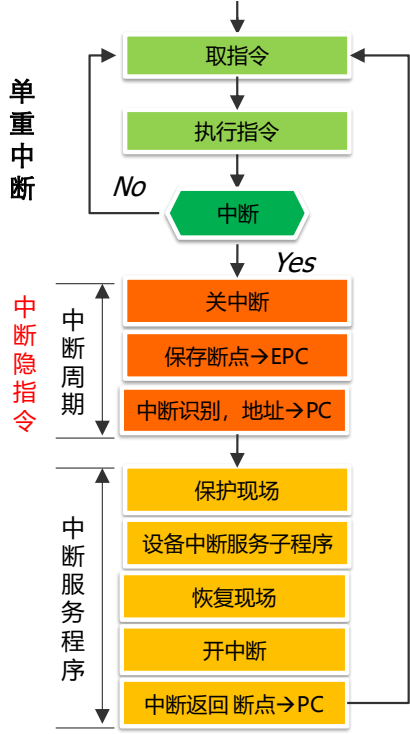 单重中断
取指令
执行指令
中断
No
Yes
中断隐指令
中断周期
关中断
保存断点→EPC
中断识别，地址→PC
中断服务程序
保护现场
设备中断服务子程序
恢复现场
开中断
中断返回 断点→PC